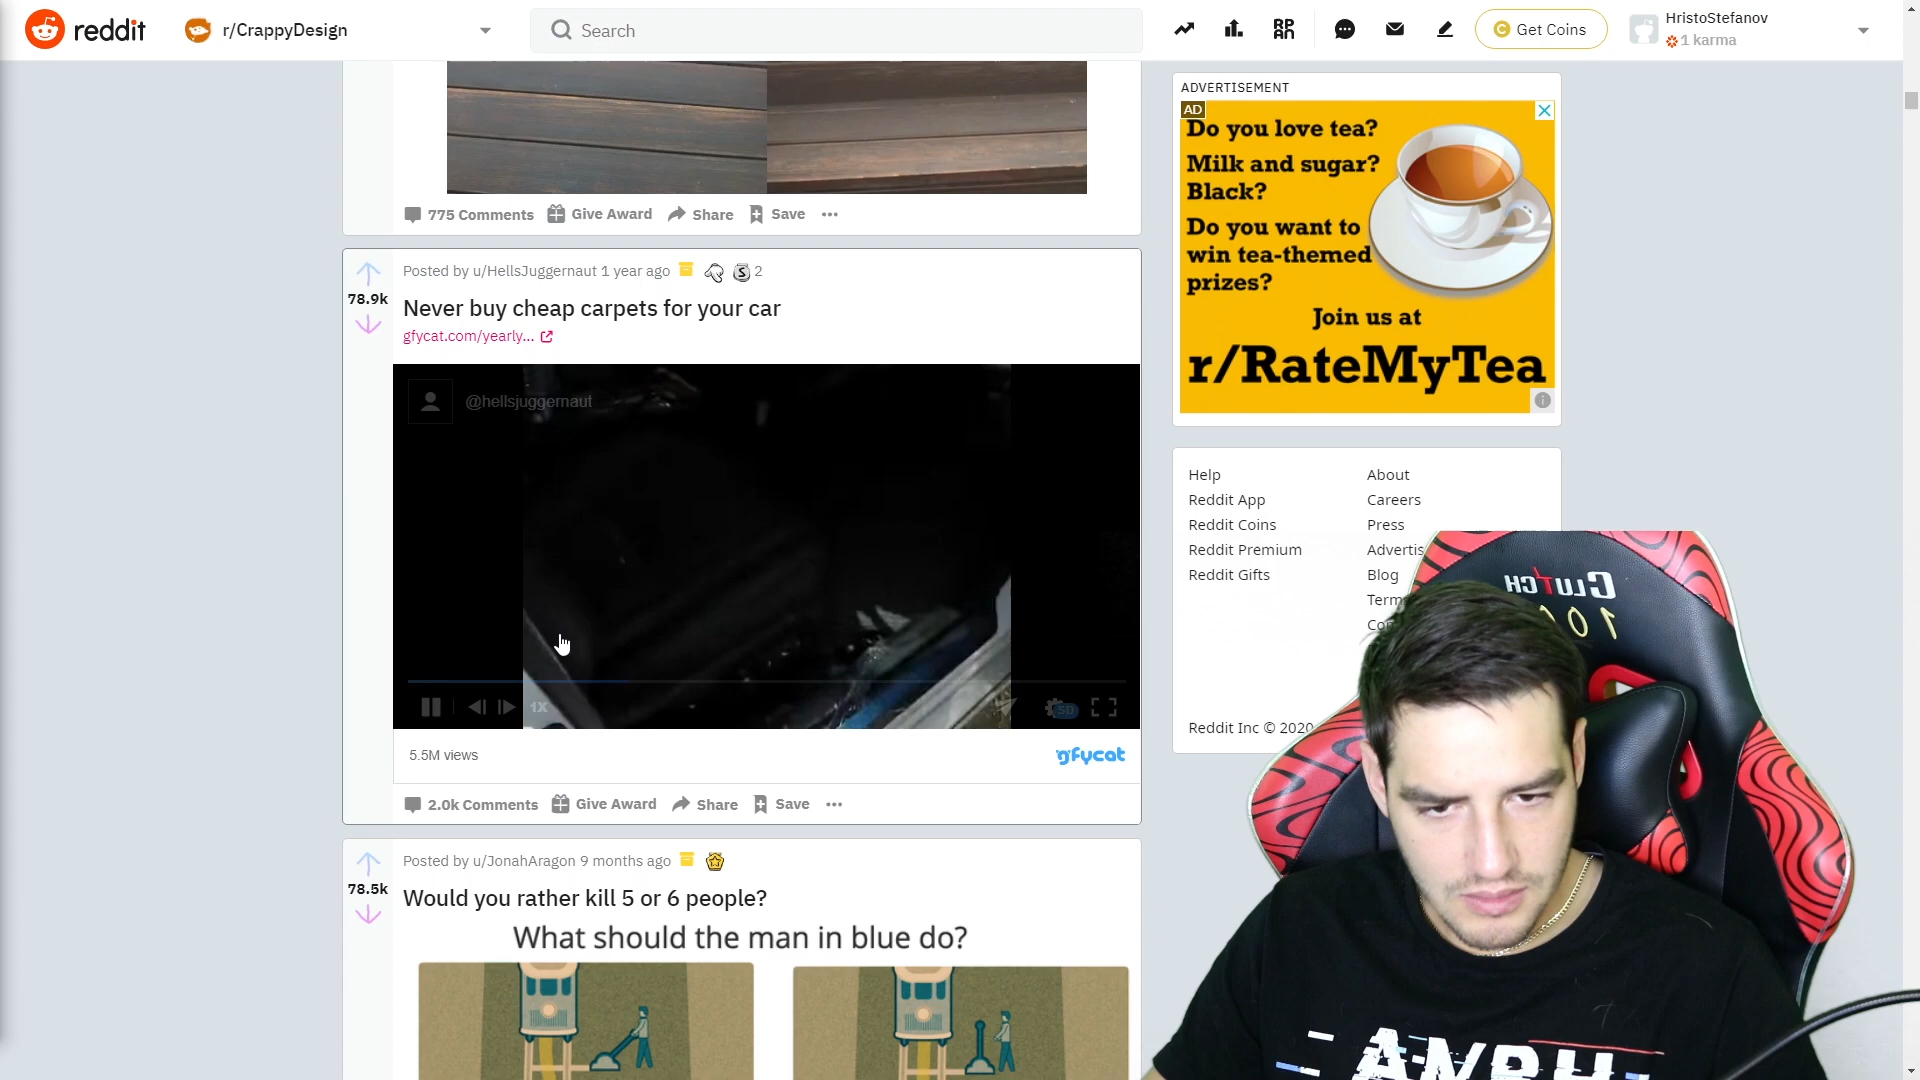 reddit
r/CrappyDesign
Search
Get Coins
HristoStefanov
1 karma
775 Comments
Give Award
Share
Save
Posted by u/HellsJuggernaut 1 year ago
2
78.9k
Never buy cheap carpets for your car
gfycat.com/yearly...
@hellsjuggernaut
1X
SD
5.5M views
gfycat
2.0k Comments
Give Award
Share
Save
Posted by u/JonahAragon 9 months ago
78.5k
Would you rather kill 5 or 6 people?
What should the man in blue do?
ADVERTISEMENT
AD
Do you love tea?
Milk and sugar?
Black?
Do you want to
win tea-themed
prizes?
Join us at
r/RateMyTea
Help
Reddit App
Reddit Coins
Reddit Premium
Reddit Gifts
About
Careers
Press
Advertis
Blog
Term
Reddit Inc © 2020
CLUTCH